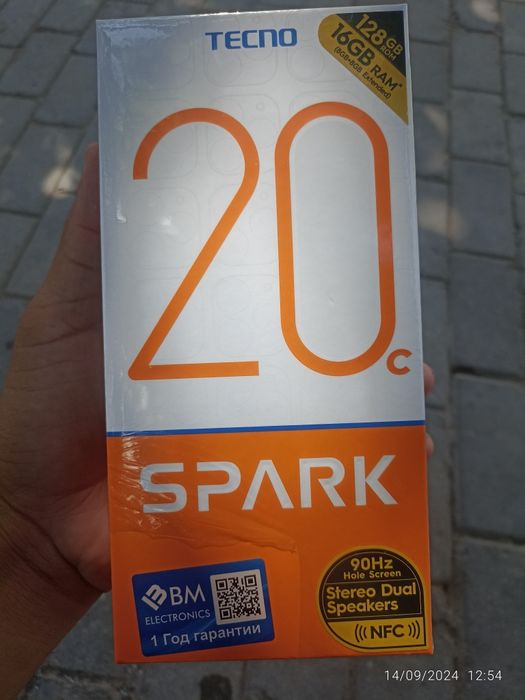 TECNO
128GB
ROM
16GB RAM*
(8GB+8GB Extended)
20c
SPARK
BM
ELECTRONICS
1 Год гарантии
90Hz
Hole Screen
Stereo Dual
Speakers
NFC
14/09/2024 12:54